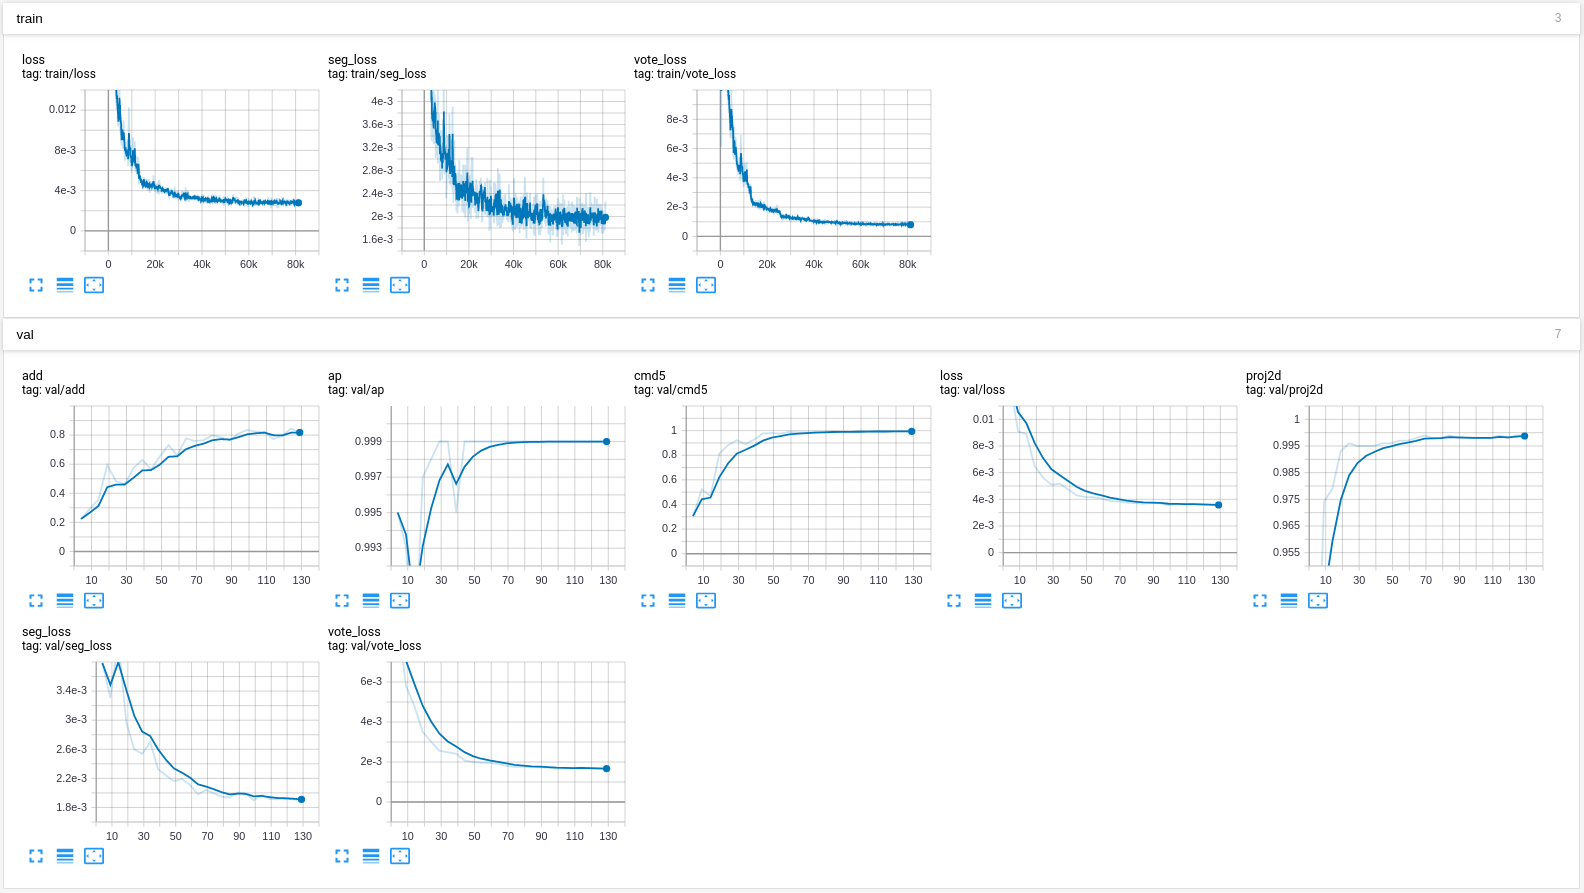 train 3
loss
tag: train/loss
0.012
8e-3
4e-3
0
0 20k 40k 60k 80k
seg_loss
tag: train/seg_loss
4e-3
3.6e-3
3.2e-3
2.8e-3
2.4e-3
2e-3
1.6e-3
0 20k 40k 60k 80k
vote_loss
tag: train/vote_loss
8e-3
6e-3
4e-3
2e-3
0
0 20k 40k 60k 80k
val 7
add
tag: val/add
0.8
0.6
0.4
0.2
0
10 30 50 70 90 110 130
ap
tag: val/ap
0.999
0.997
0.995
0.993
10 30 50 70 90 110 130
cmd5
tag: val/cmd5
1
0.8
0.6
0.4
0.2
0
10 30 50 70 90 110 130
loss
tag: val/loss
0.01
8e-3
6e-3
4e-3
2e-3
0
10 30 50 70 90 110 130
proj2d
tag: val/proj2d
1
0.995
0.985
0.975
0.965
0.955
10 30 50 70 90 110 130
seg_loss
tag: val/seg_loss
3.4e-3
3e-3
2.6e-3
2.2e-3
1.8e-3
10 30 50 70 90 110 130
vote_loss
tag: val/vote_loss
6e-3
4e-3
2e-3
0
10 30 50 70 90 110 130